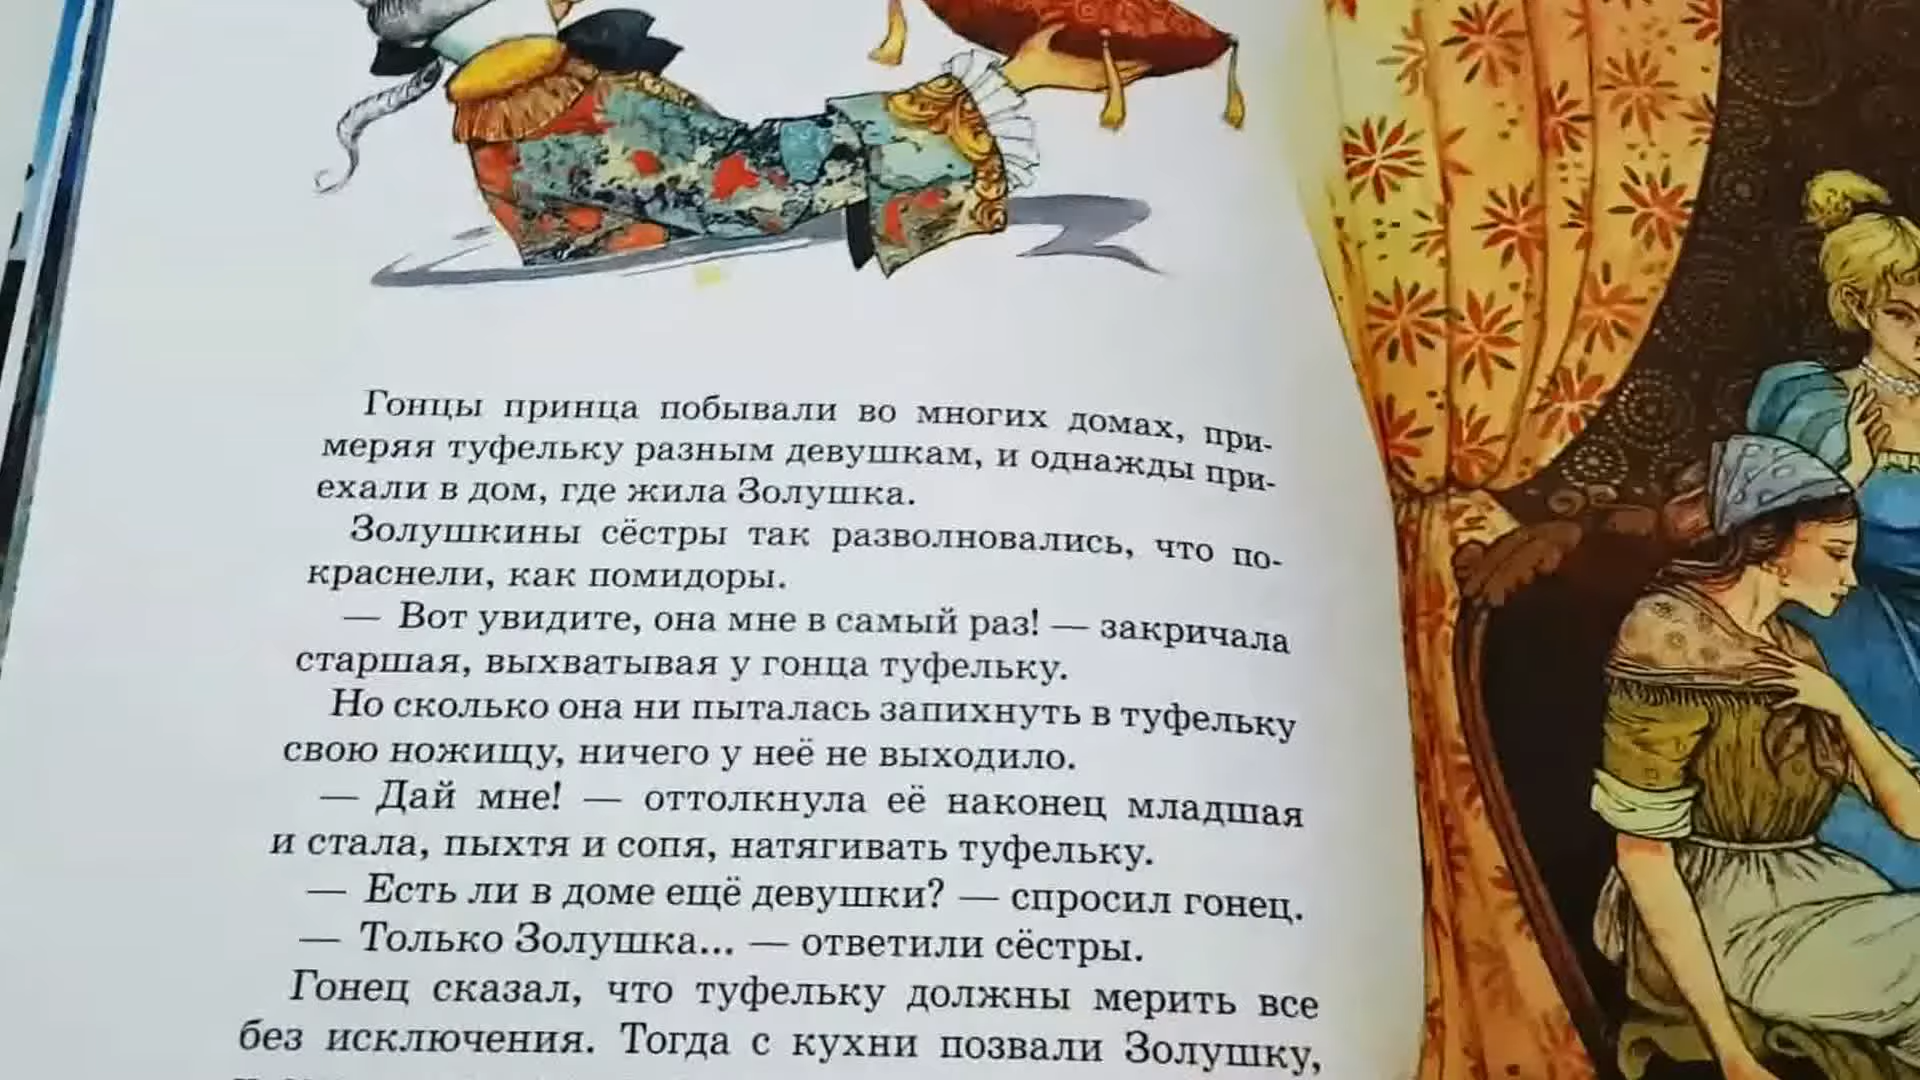 Гонцы принца побывали во многих домах, при-
меряя туфельку разным девушкам, и однажды при-
ехали в дом, где жила Золушка.
Золушкины сёстры так разволновались, что по-
краснели, как помидоры.
— Вот увидите, она мне в самый раз! — закричала
старшая, выхватывая у гонца туфельку.
Но сколько она ни пыталась запихнуть в туфельку
свою ножищу, ничего у неё не выходило.
— Дай мне! — оттолкнула её наконец младшая
и стала, пыхтя и сопя, натягивать туфельку.
— Есть ли в доме ещё девушки? — спросил гонец.
— Только Золушка... — ответили сёстры.
Гонец сказал, что туфельку должны мерить все
без исключения. Тогда с кухни позвали Золушку,